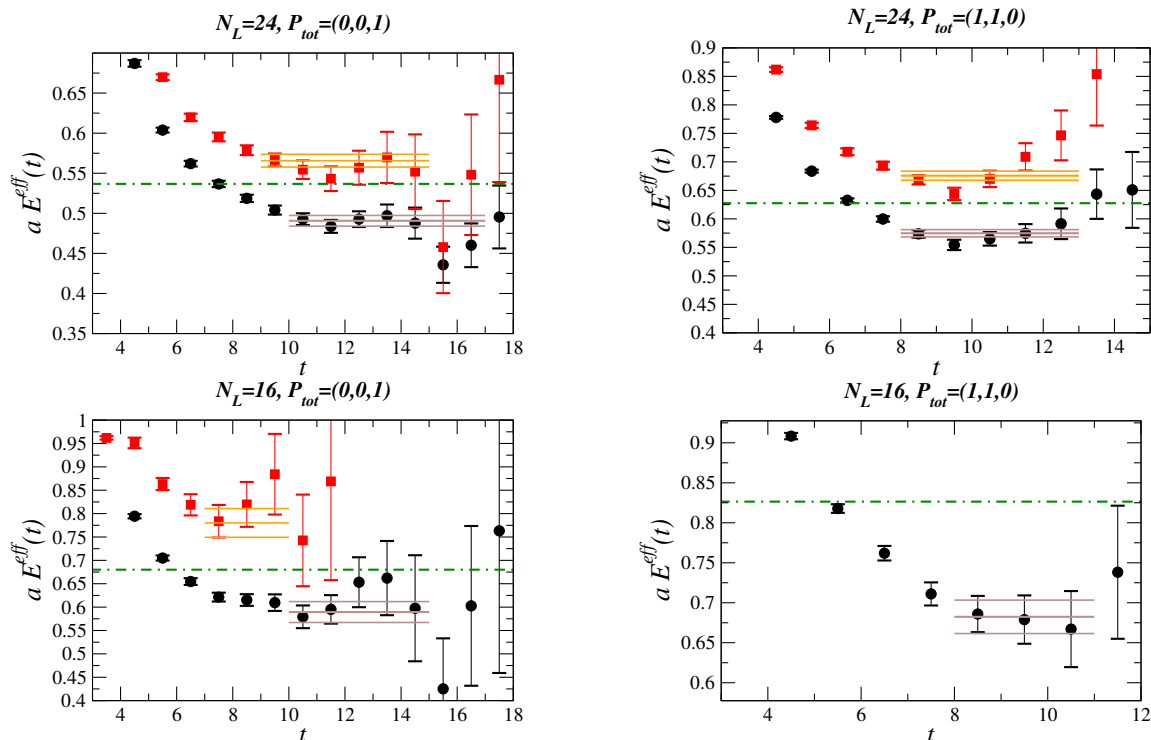 N_L=24, P_tot=(0,0,1)
a E^eff(t)
0.65
0.6
0.55
0.5
0.45
0.4
0.35
4 6 8 10 12 14 16 18
t
N_L=24, P_tot=(1,1,0)
a E^eff(t)
0.9
0.85
0.8
0.75
0.7
0.65
0.6
0.55
0.5
0.45
0.4
4 6 8 10 12 14
t
N_L=16, P_tot=(0,0,1)
a E^eff(t)
1
0.95
0.9
0.85
0.8
0.75
0.7
0.65
0.6
0.55
0.5
0.45
0.4
4 6 8 10 12 14 16 18
t
N_L=16, P_tot=(1,1,0)
a E^eff(t)
0.9
0.85
0.8
0.75
0.7
0.65
0.6
4 6 8 10 12
t